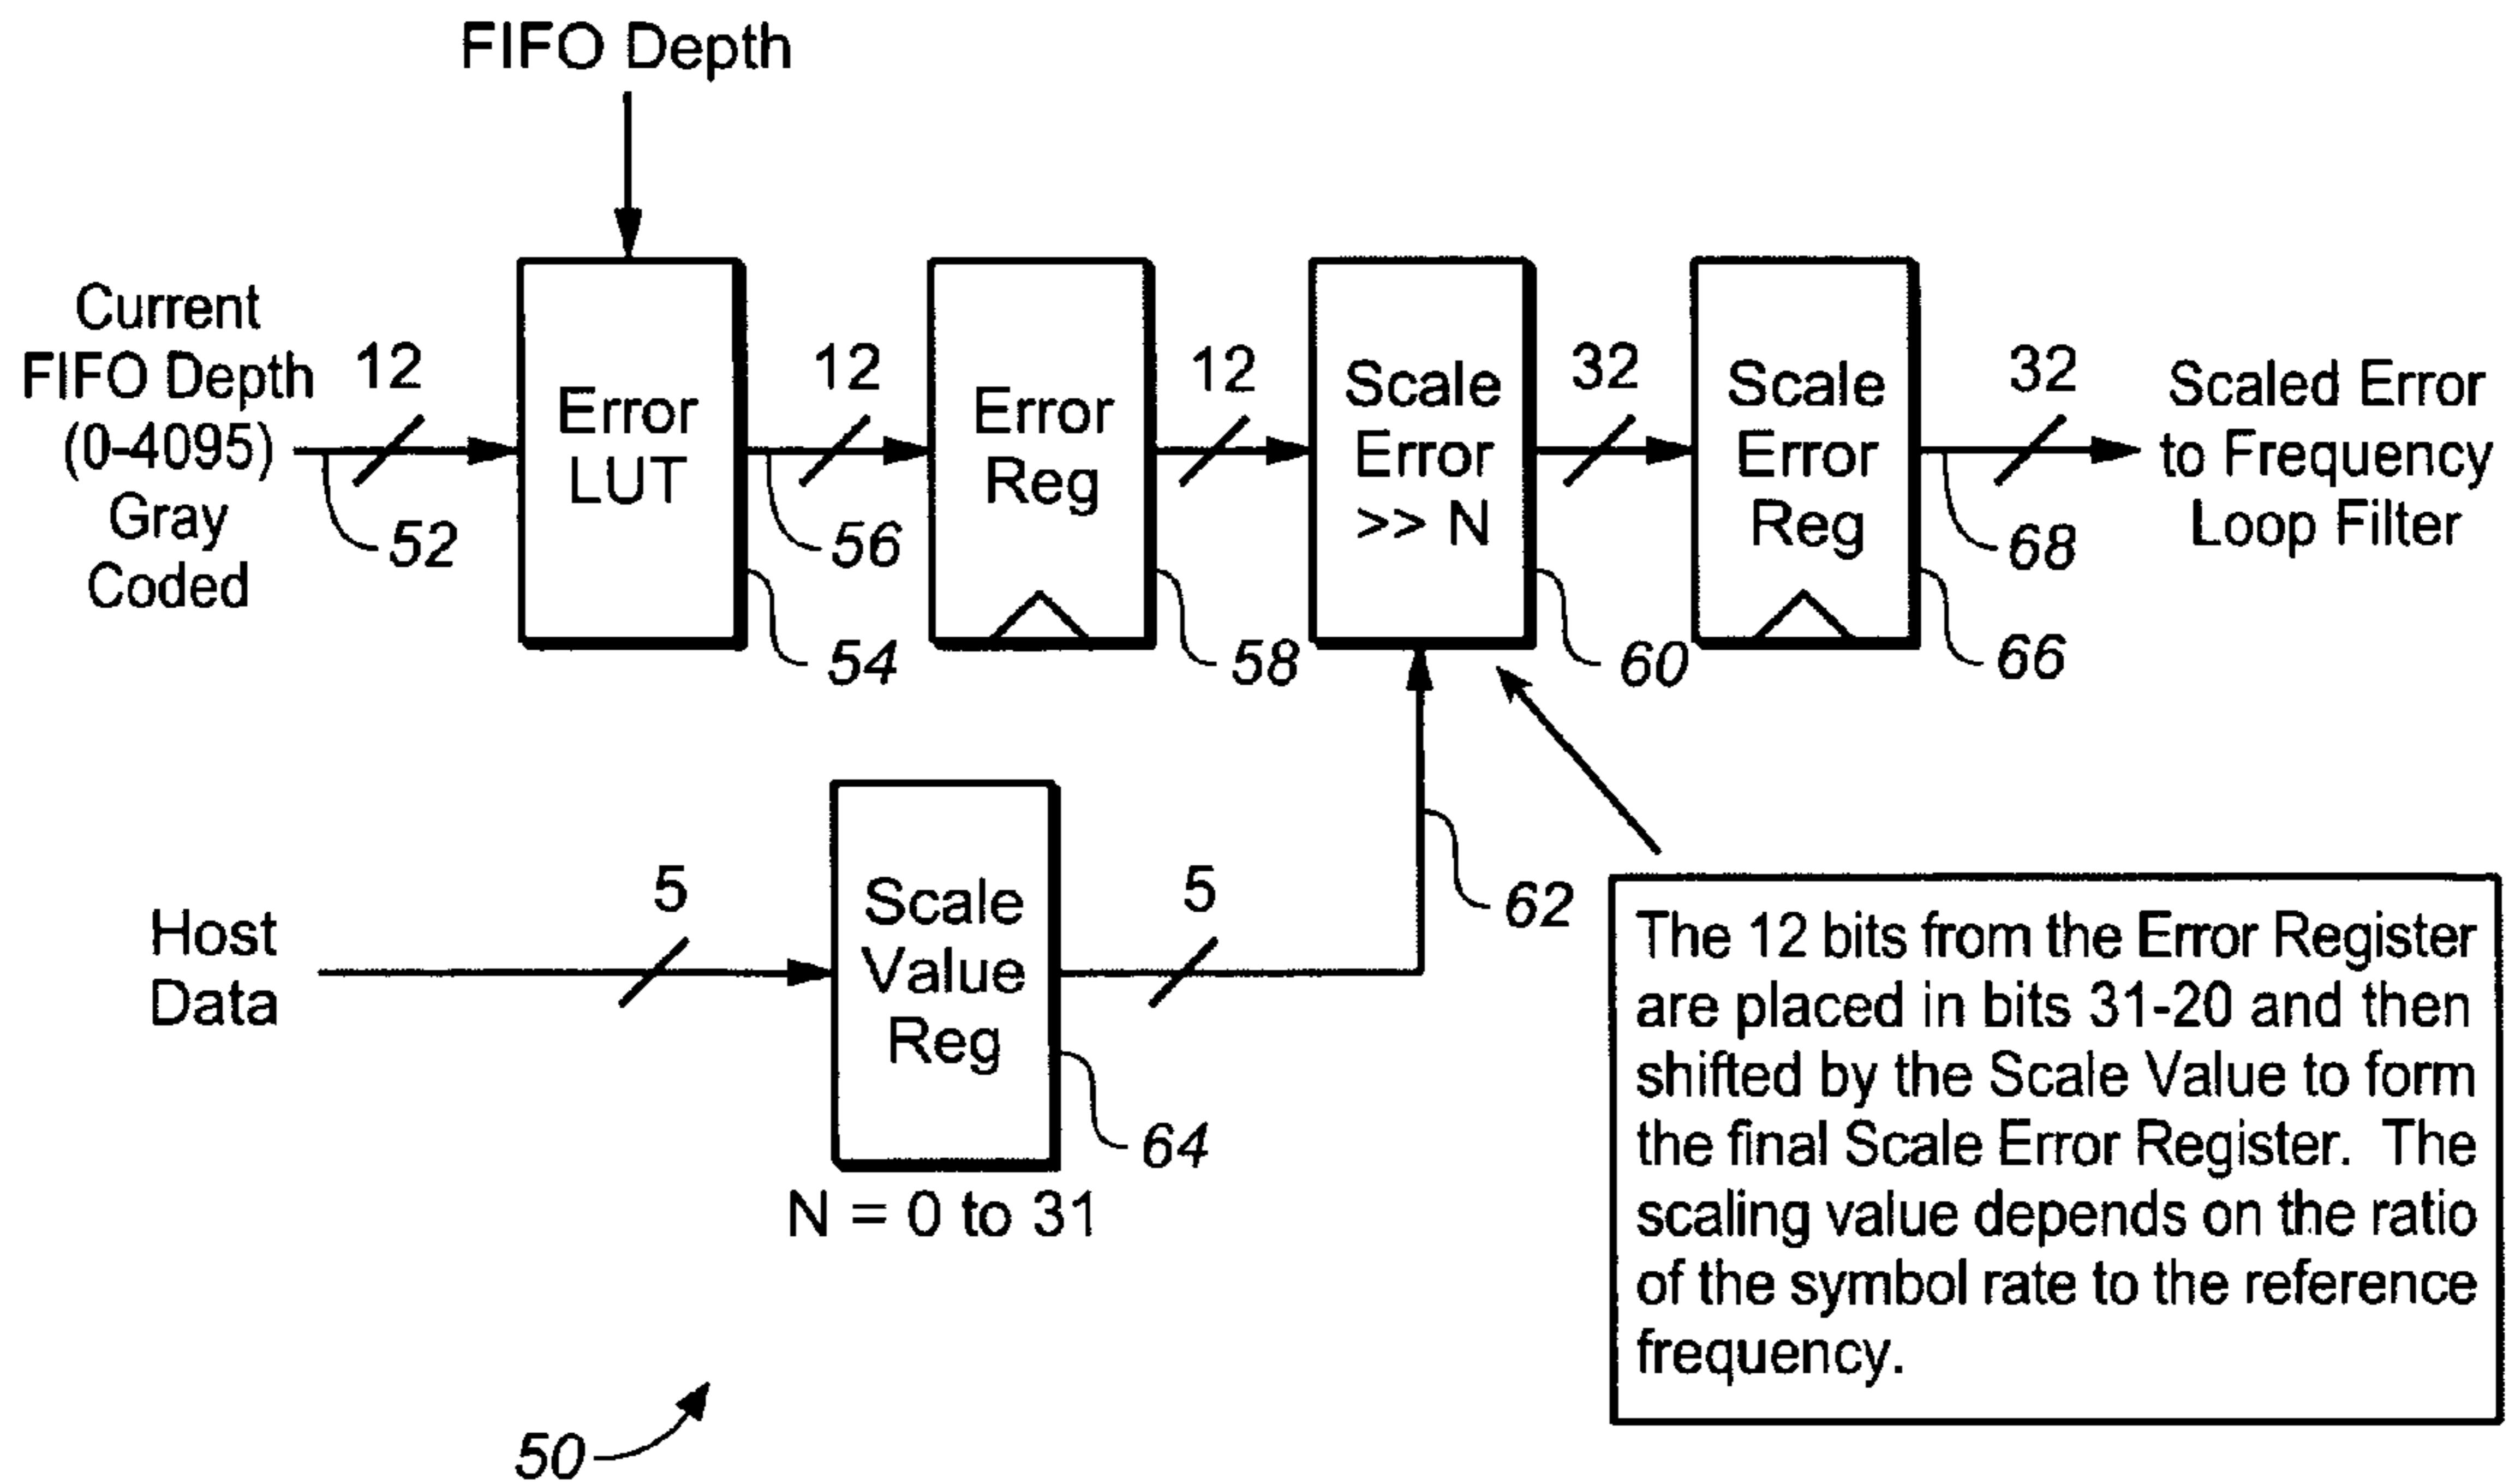 FIFO Depth
Current
FIFO Depth
(0-4095)
Gray
Coded
12
52
Error
LUT
54
12
56
Error
Reg
58
12
Scale
Error
>> N
60
32
Scale
Error
Reg
66
32
68
Scaled Error
to Frequency
Loop Filter
Host
Data
5
Scale
Value
Reg
64
N = 0 to 31
5
62
The 12 bits from the Error Register
are placed in bits 31-20 and then
shifted by the Scale Value to form
the final Scale Error Register. The
scaling value depends on the ratio
of the symbol rate to the reference
frequency.
50